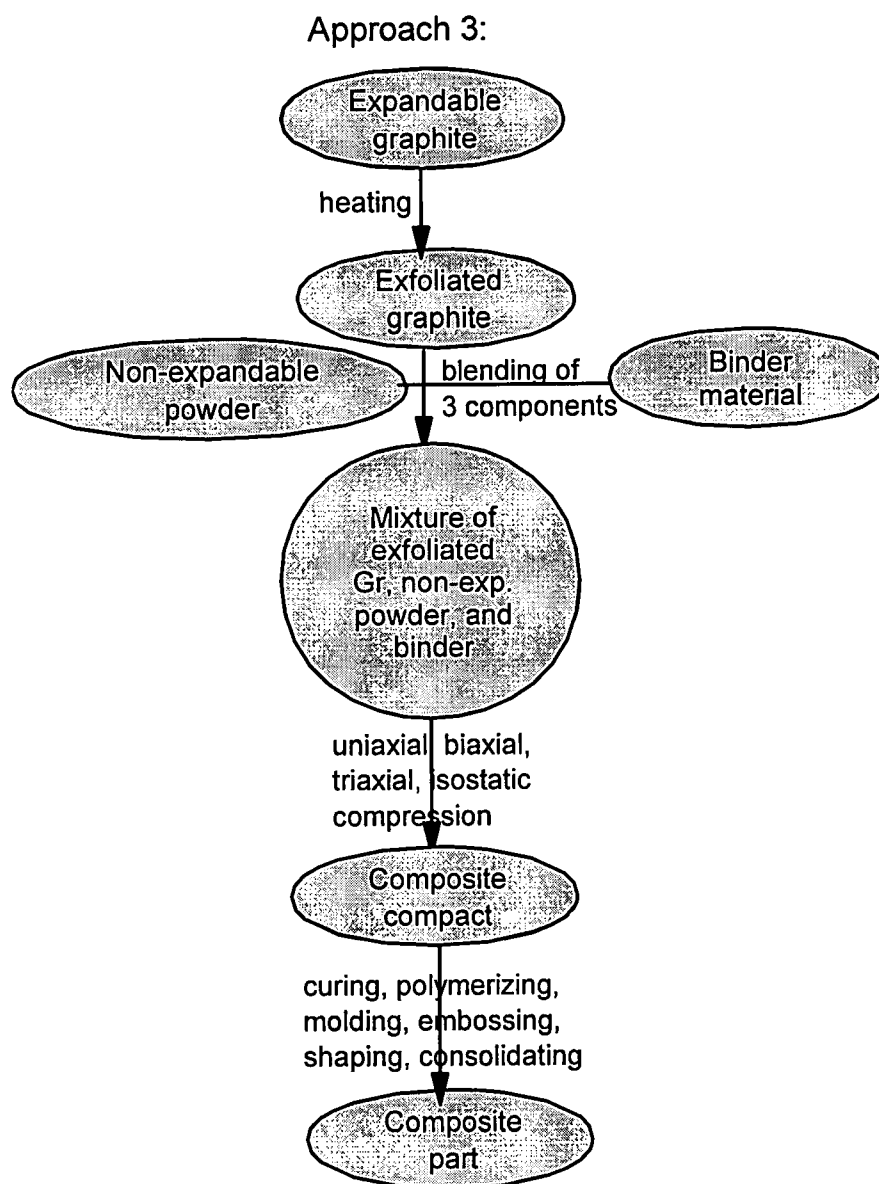 Approach 3:
Expandable
graphite
heating
Exfoliated
graphite
Non-expandable
powder
blending of
3 components
Binder
material
Mixture of
exfoliated
Gr, non-exp.
powder, and
binder
uniaxial, biaxial,
triaxial, isostatic
compression
Composite
compact
curing, polymerizing,
molding, embossing,
shaping, consolidating
Composite
part